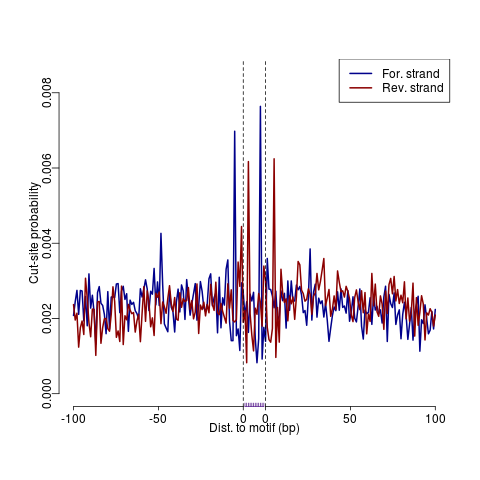 For. strand
Rev. strand
Cut-site probability
0.008
0.006
0.004
0.002
0.000
-100 -50 0 0 50 100
Dist. to motif (bp)